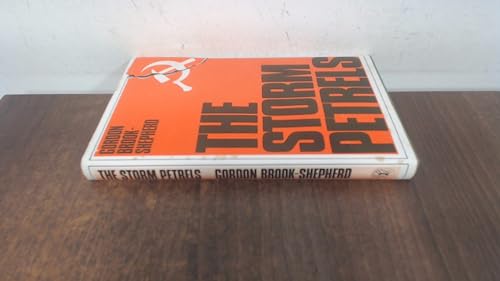 GORDON
BROOK-
SHEPHERD
THE
STORM
PETRELS
THE STORM PETRELS GORDON BROOK-SHEPHERD